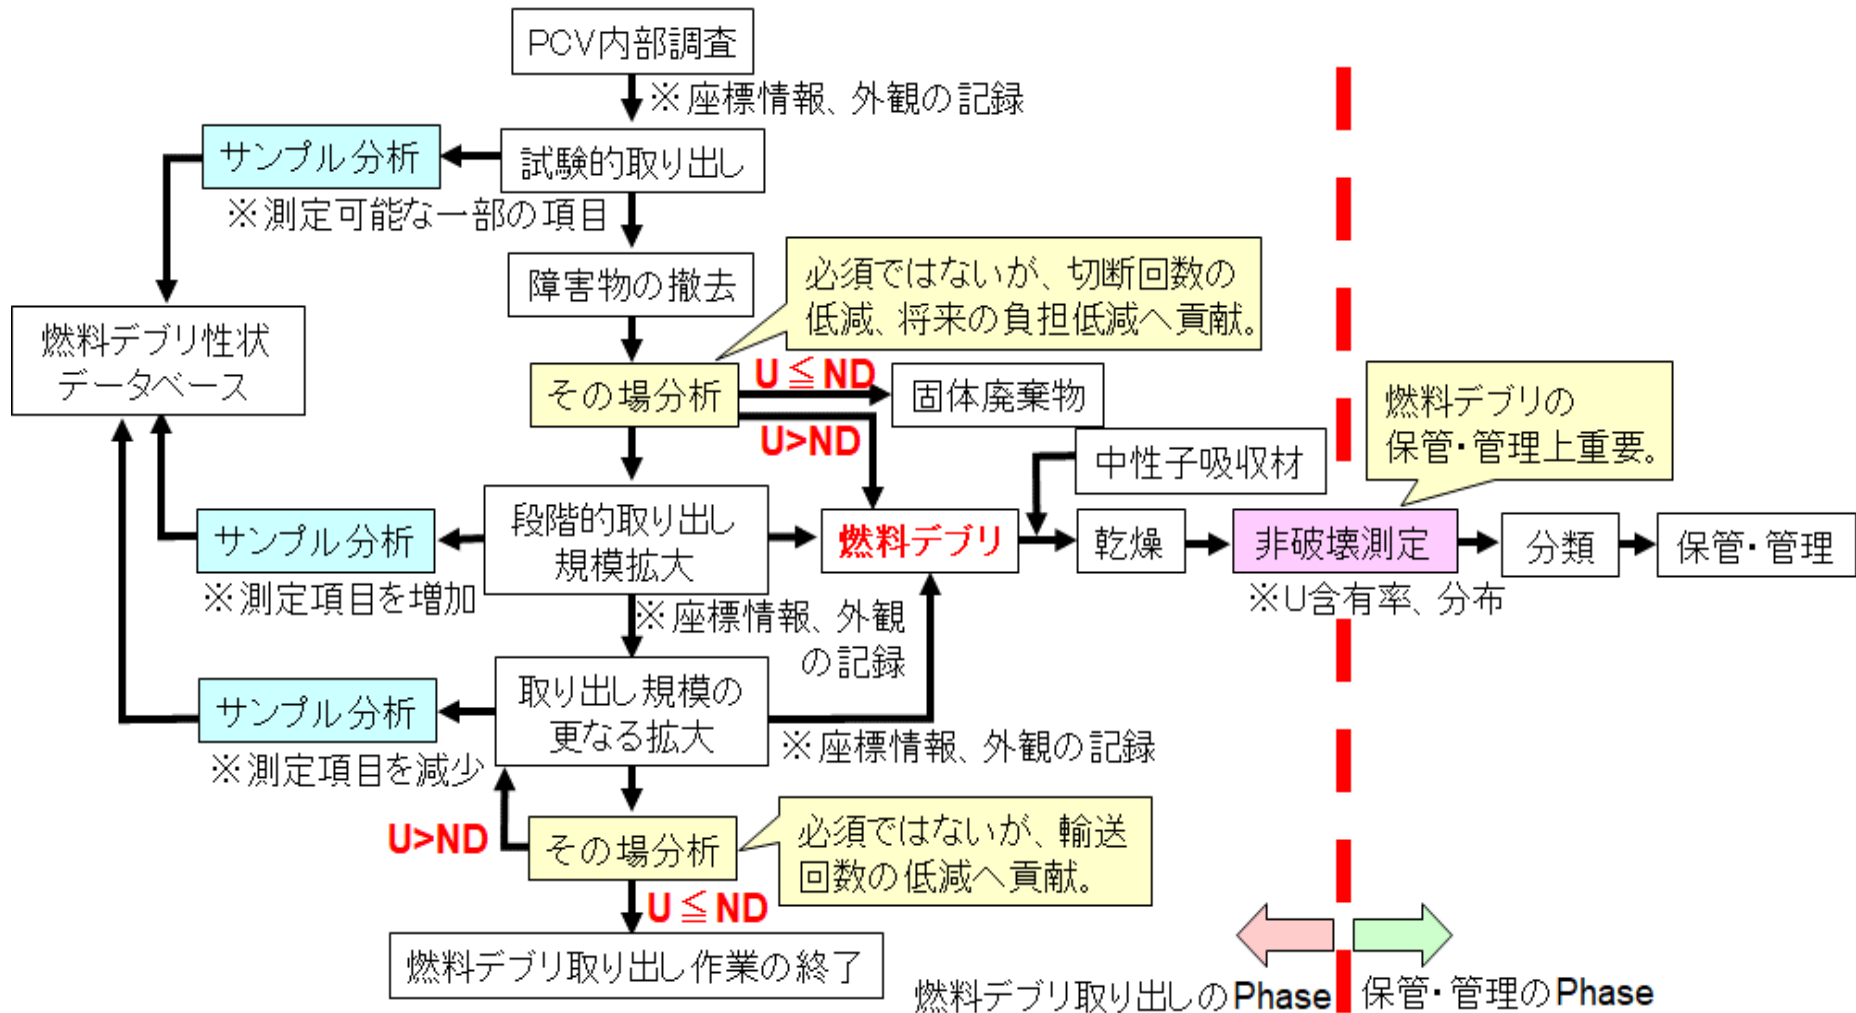 PCV内部調査
※座標情報、外観の記録
サンプル分析
試験的取り出し
※測定可能な一部の項目
障害物の撤去
必須ではないが、切断回数の
低減、将来の負担低減へ貢献。
燃料デブリ性状
データベース
その場分析
U≦ND
固体廃棄物
U>ND
燃料デブリの
保管・管理上重要。
中性子吸収材
サンプル分析
※測定項目を増加
段階的取り出し
規模拡大
燃料デブリ
乾燥
非破壊測定
※U含有率、分布
分類
保管・管理
※座標情報、外観
の記録
サンプル分析
※測定項目を減少
取り出し規模の
更なる拡大
※座標情報、外観の記録
U>ND
その場分析
必須ではないが、輸送
回数の低減へ貢献。
U≦ND
燃料デブリ取り出し作業の終了
燃料デブリ取り出しのPhase
保管・管理のPhase